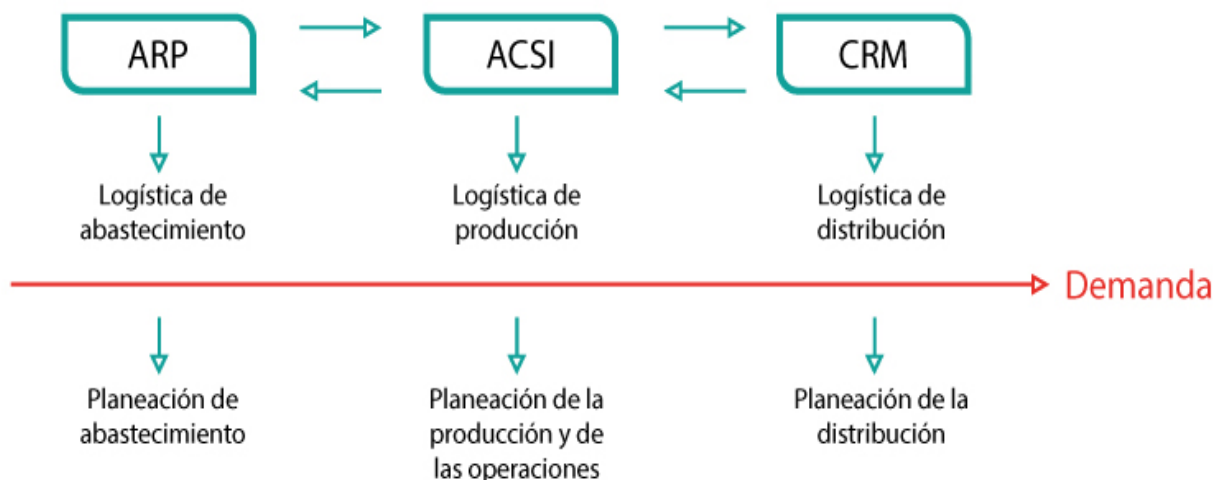 ARP
ACSI
CRM
Logística de
abastecimiento
Logística de
producción
Logística de
distribución
Demanda
Planeación de
abastecimiento
Planeación de la
producción y de
las operaciones
Planeación de la
distribución